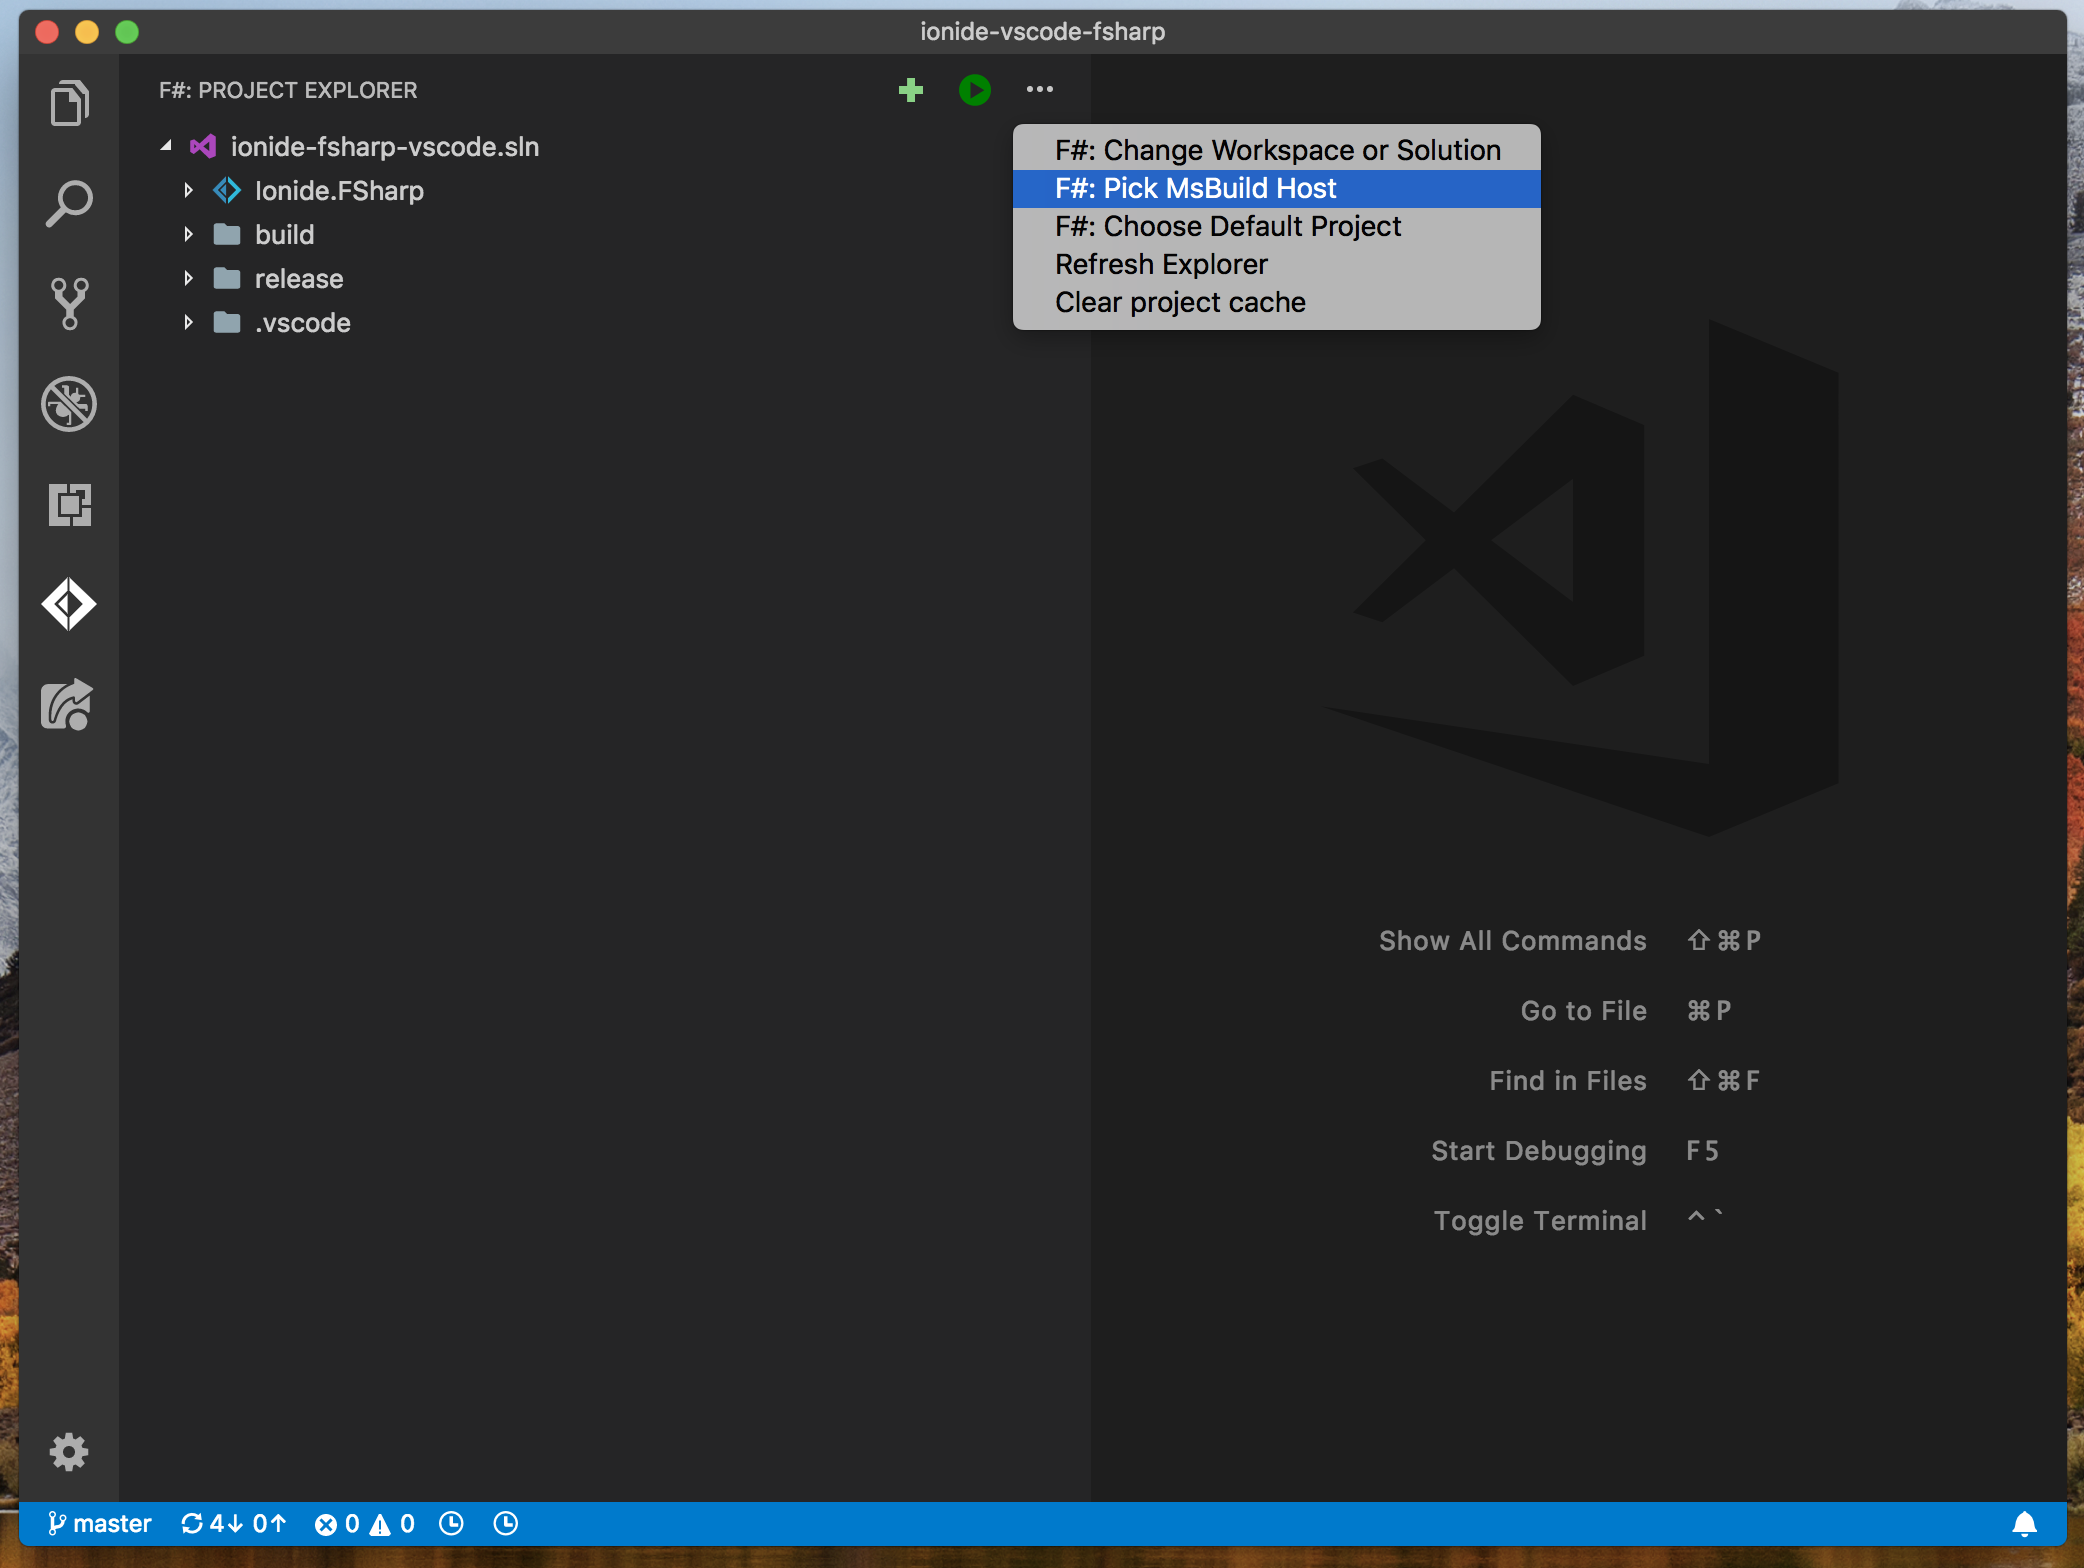 ionide-vscode-fsharp
F#: PROJECT EXPLORER
ionide-fsharp-vscode.sln
Ionide.FSharp
build
release
.vscode
F#: Change Workspace or Solution
F#: Pick MsBuild Host
F#: Choose Default Project
Refresh Explorer
Clear project cache
Show All Commands ⇧⌘P
Go to File ⌘P
Find in Files ⇧⌘F
Start Debugging F5
Toggle Terminal ^`
master 4↓ 0↑ 0 0